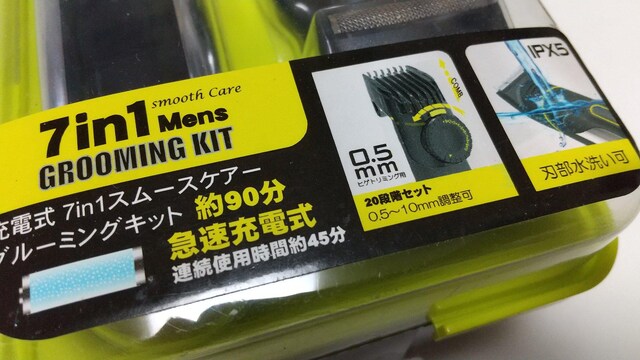 smooth Care
7in1 Mens
GROOMING KIT
充電式 7in1スムースケアー
グルーミングキット
約90分
急速充電式
連続使用時間約45分
COMB
0.5
mm
ヒゲトリミング用
20段階セット
0.5～10mm調整可
IPX5
刃部水洗い可